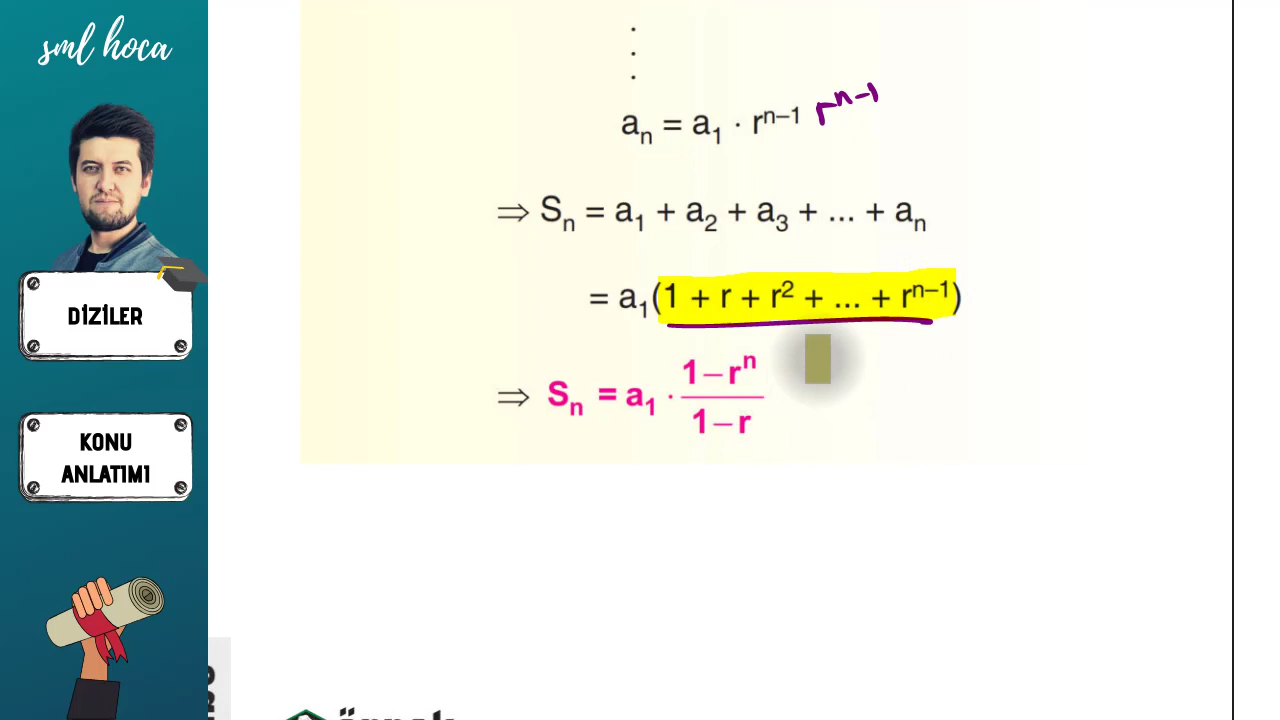 sml hoca
DİZİLER
KONU
ANLATIMI
.
.
.
aₙ = a₁ · rⁿ⁻¹ rⁿ⁻¹
⇒ Sₙ = a₁ + a₂ + a₃ + ... + aₙ
= a₁(1 + r + r² + ... + rⁿ⁻¹)
⇒ Sₙ = a₁ · (1–rⁿ)/(1–r)